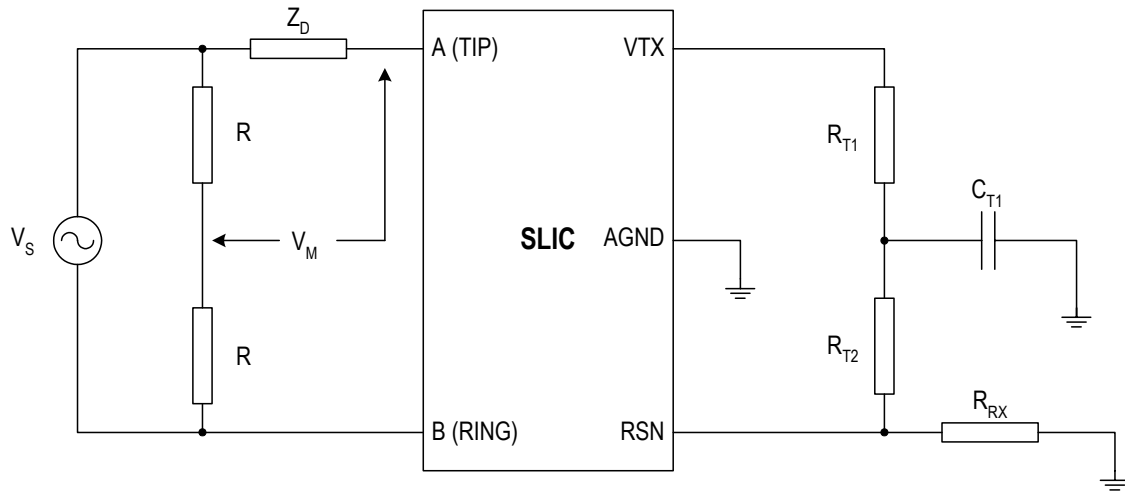 Z_D
A (TIP)
VTX
R
R_T1
C_T1
V_S
V_M
SLIC
AGND
R
R_T2
R_RX
B (RING)
RSN